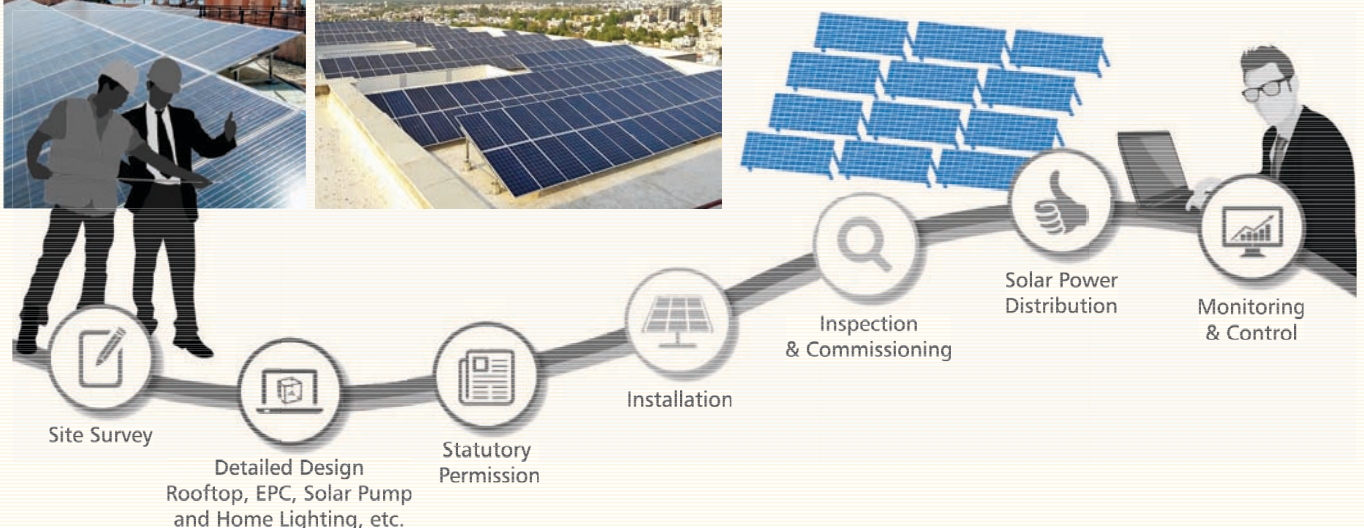 Site Survey
Detailed Design
Rooftop, EPC, Solar Pump
and Home Lighting, etc.
Statutory
Permission
Installation
Inspection
& Commissioning
Solar Power
Distribution
Monitoring
& Control